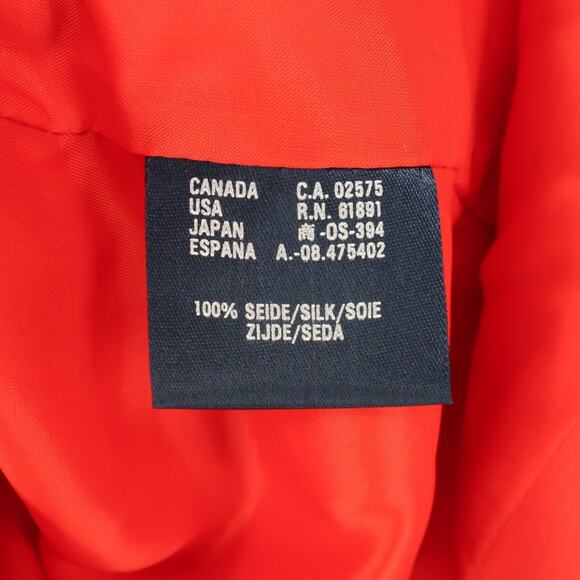 CANADA C.A. 02575
USA R.N. 61891
JAPAN 商-OS-394
ESPANA A.-08.475402
100% SEIDE/SILK/SOIE
ZIJDE/SEDA